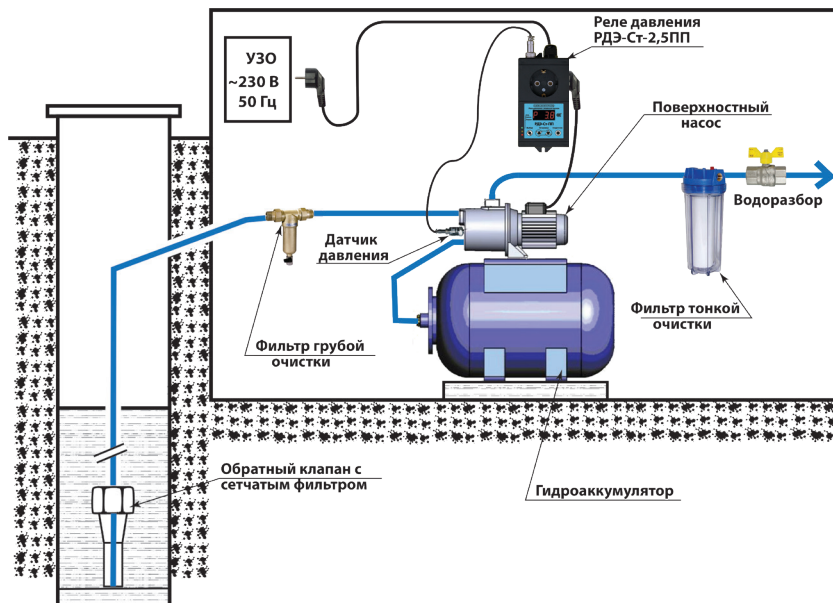 Реле давления
РДЭ-Ст-2,5ПП
УЗО
~230 В
50 Гц
Поверхностный
насос
Водоразбор
Датчик
давления
Фильтр тонкой
очистки
Фильтр грубой
очистки
Обратный клапан с
сетчатым фильтром
Гидроаккумулятор